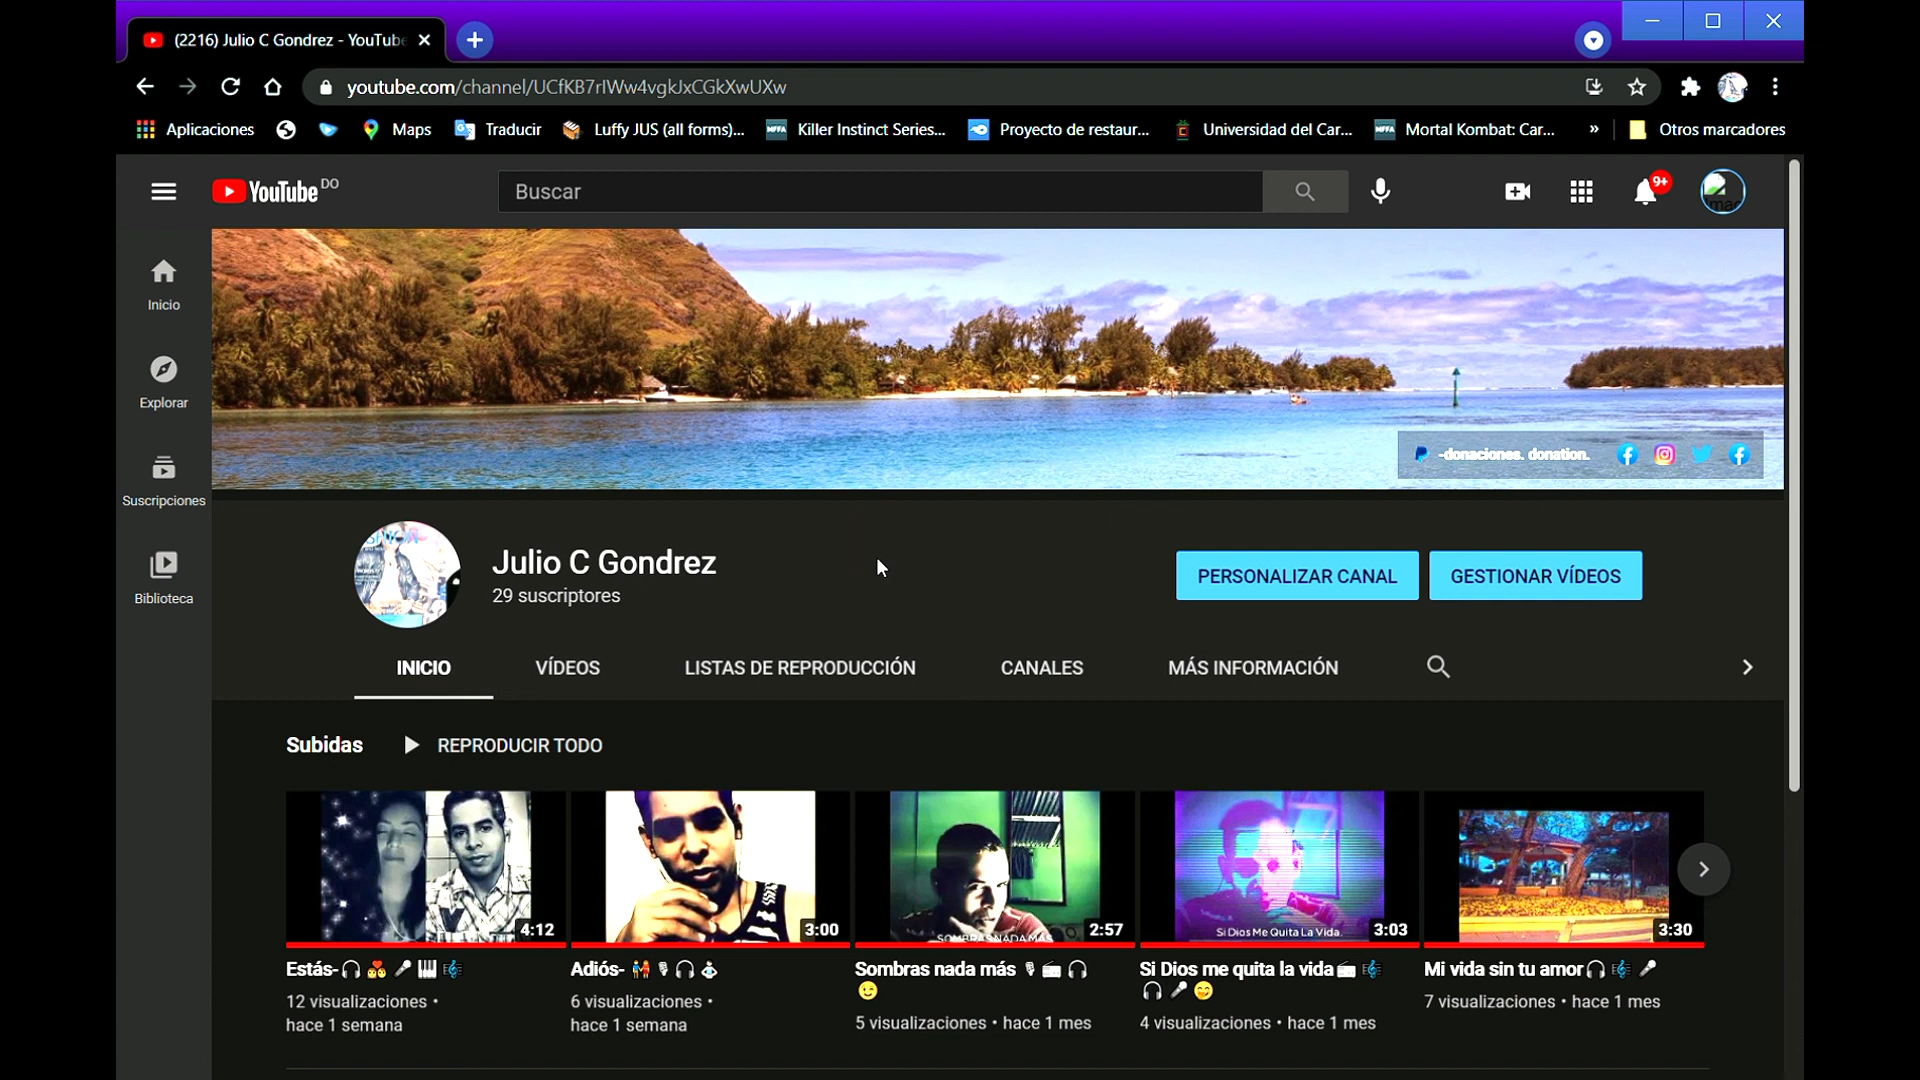 (2216) Julio C Gondrez - YouTub
youtube.com/channel/UCfKB7rIWw4vgkJxCGkXwUXw
Aplicaciones
Maps
Traducir
Luffy JUS (all forms)...
Killer Instinct Series...
Proyecto de restaur...
Universidad del Car...
Mortal Kombat: Car...
»
Otros marcadores
YouTube DO
Buscar
9+
Inicio
Explorar
Suscripciones
Biblioteca
-donaciones. donation.
Julio C Gondrez
29 suscriptores
PERSONALIZAR CANAL
GESTIONAR VÍDEOS
INICIO
VÍDEOS
LISTAS DE REPRODUCCIÓN
CANALES
MÁS INFORMACIÓN
Subidas
REPRODUCIR TODO
4:12
3:00
SOMBRAS NADA MÁS
2:57
Si Dios Me Quita La Vida.
3:03
3:30
Estás-🎧 💑 🎤 🎹 🎼
12 visualizaciones •
hace 1 semana
Adiós- 👫 🎙 🎧 ⛄
6 visualizaciones •
hace 1 semana
Sombras nada más 🎙 📻 🎧
😉
5 visualizaciones • hace 1 mes
Si Dios me quita la vida📻 🎼
🎧 🎤 😋
4 visualizaciones • hace 1 mes
Mi vida sin tu amor🎧 🎼 🎤
7 visualizaciones • hace 1 mes